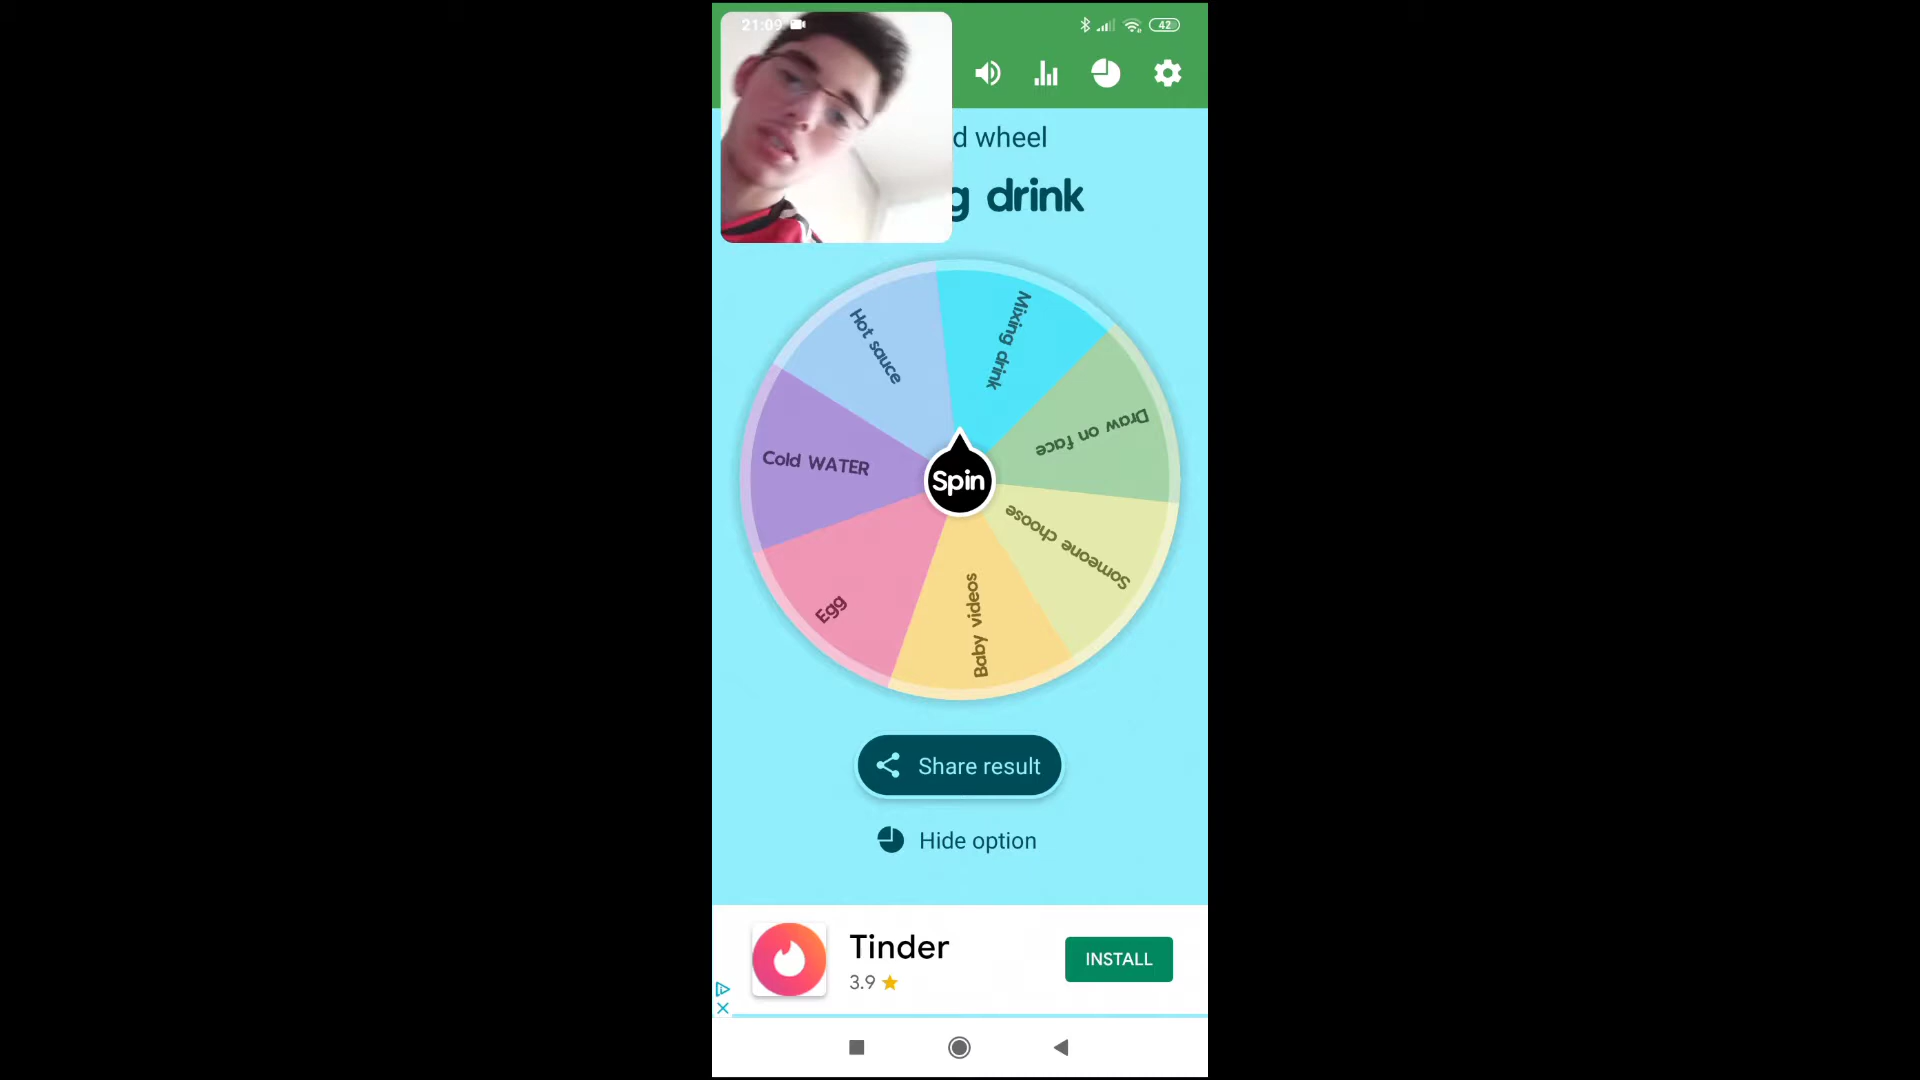 21:09
42
d wheel
g drink
Hot sauce
Mixing drink
Draw on face
Cold WATER
Spin
Someone choose
Egg
Baby videos
Share result
Hide option
Tinder
3.9
INSTALL